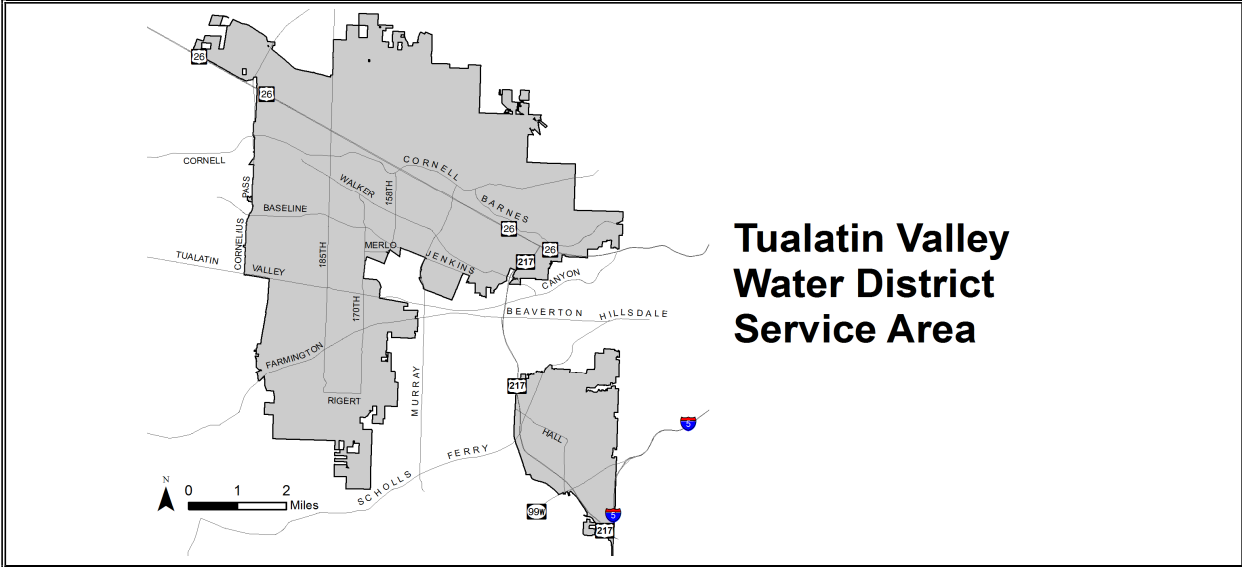 26
26
CORNELL
CORNELL
WALKER
158TH
PASS
BARNES
BASELINE
CORNELIUS
26
26
217
185TH
MERLO
JENKINS
TUALATIN
VALLEY
CANYON
170TH
BEAVERTON
HILLSDALE
FARMINGTON
217
MURRAY
RIGERT
HALL
5
FERRY
SCHOLLS
N
0 1 2
Miles
99W
5
217
Tualatin Valley
Water District
Service Area